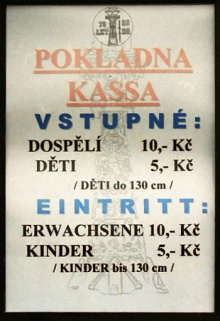 POKLADNA
KASSA
VSTUPNÉ:
DOSPĚLÍ 10,- Kč
DĚTI 5,- Kč
/ DĚTI do 130 cm /
EINTRITT:
ERWACHSENE 10,- Kč
KINDER 5,- Kč
/ KINDER bis 130 cm /